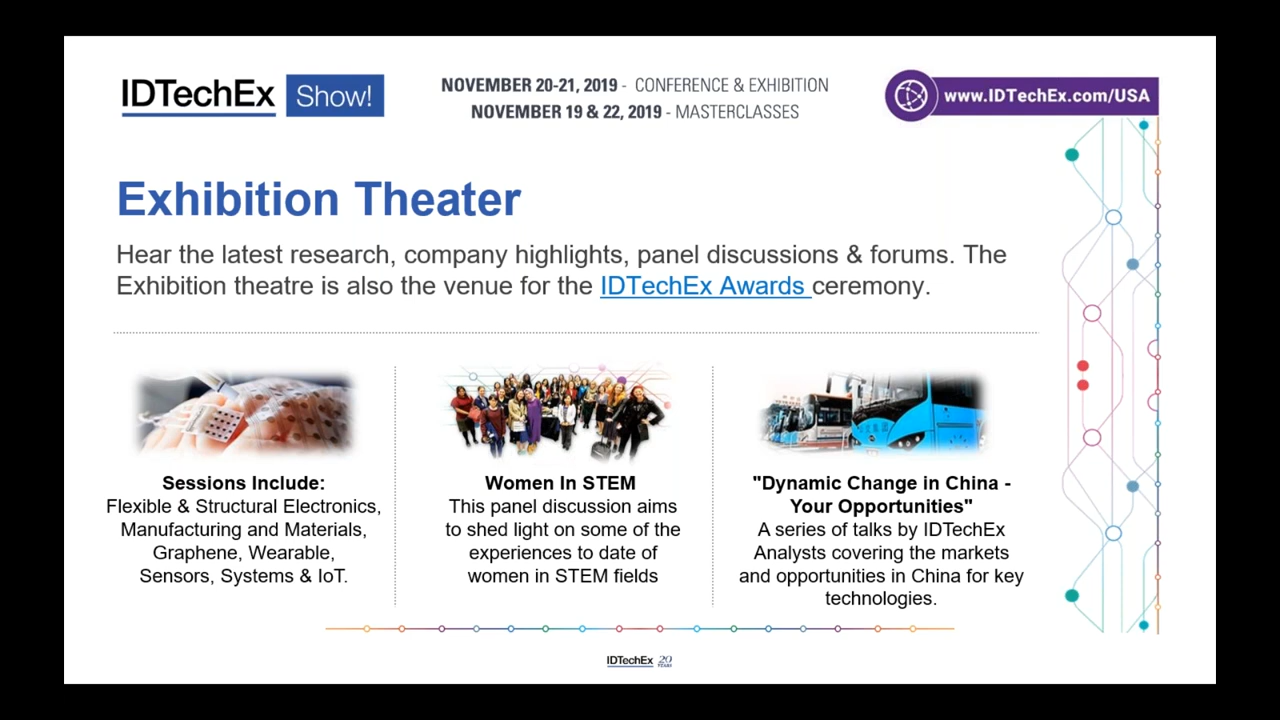 IDTechEx Show!
NOVEMBER 20-21, 2019 - CONFERENCE & EXHIBITION
NOVEMBER 19 & 22, 2019 - MASTERCLASSES
www.IDTechEx.com/USA
Exhibition Theater
Hear the latest research, company highlights, panel discussions & forums. The
Exhibition theatre is also the venue for the IDTechEx Awards ceremony.
Sessions Include:
Flexible & Structural Electronics,
Manufacturing and Materials,
Graphene, Wearable,
Sensors, Systems & IoT.
Women In STEM
This panel discussion aims
to shed light on some of the
experiences to date of
women in STEM fields
"Dynamic Change in China -
Your Opportunities"
A series of talks by IDTechEx
Analysts covering the markets
and opportunities in China for key
technologies.
IDTechEx 20
YEARS